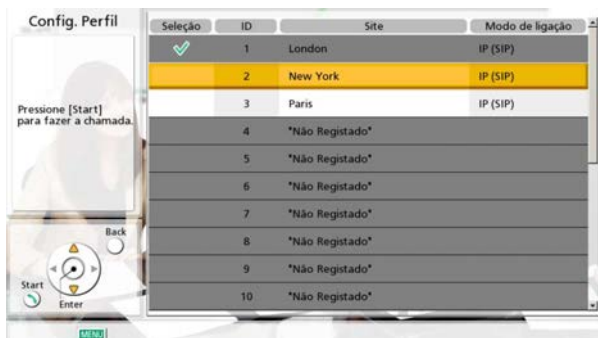 Config. Perfil
Seleção ID Site Modo de ligação
1 London IP (SIP)
2 New York IP (SIP)
3 Paris IP (SIP)
4 "Não Registado"
5 "Não Registado"
6 "Não Registado"
7 "Não Registado"
8 "Não Registado"
9 "Não Registado"
10 "Não Registado"
Pressione [Start]
para fazer a chamada.
Back
Start
Enter
MENU